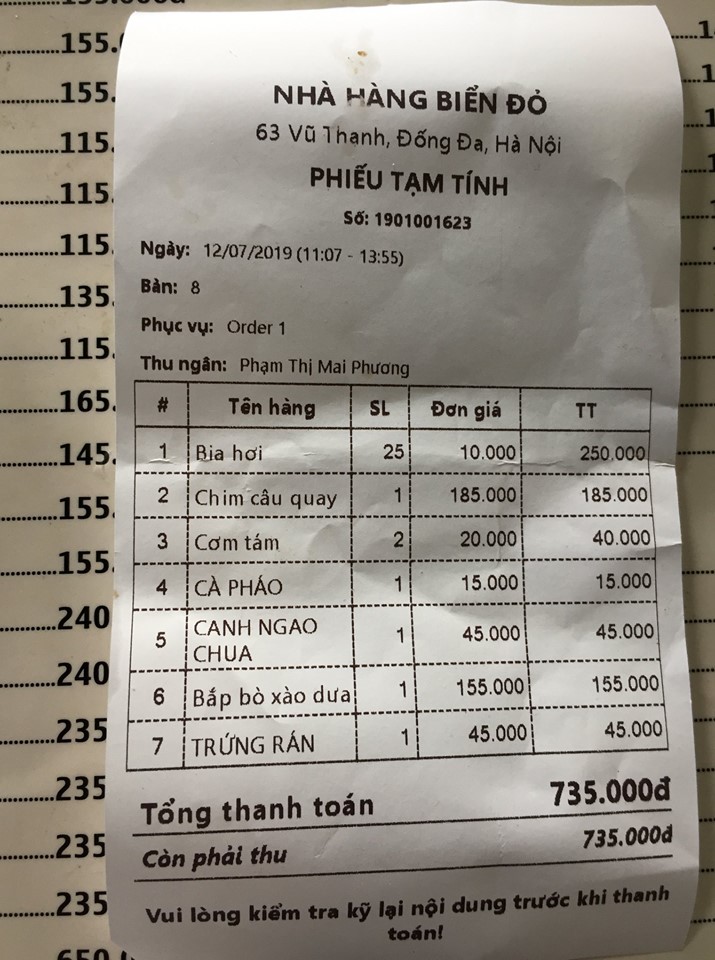 NHÀ HÀNG BIỂN ĐỎ
63 Vũ Thạnh, Đống Đa, Hà Nội
PHIẾU TẠM TÍNH
Số: 1901001623
Ngày: 12/07/2019 (11:07 - 13:55)
Bàn: 8
Phục vụ: Order 1
Thu ngân: Phạm Thị Mai Phương
# Tên hàng SL Đơn giá TT
1 Bia hơi 25 10.000 250.000
2 Chim câu quay 1 185.000 185.000
3 Cơm tám 2 20.000 40.000
4 CÀ PHÁO 1 15.000 15.000
5 CANH NGAO CHUA 1 45.000 45.000
6 Bắp bò xào dưa 1 155.000 155.000
7 TRỨNG RÁN 1 45.000 45.000
Tổng thanh toán 735.000đ
Còn phải thu 735.000đ
Vui lòng kiểm tra kỹ lại nội dung trước khi thanh
toán!
155.
155.
115.
115.
115.
135.
115.
165.
145.
155.
155.
240
240
235
235
235
235